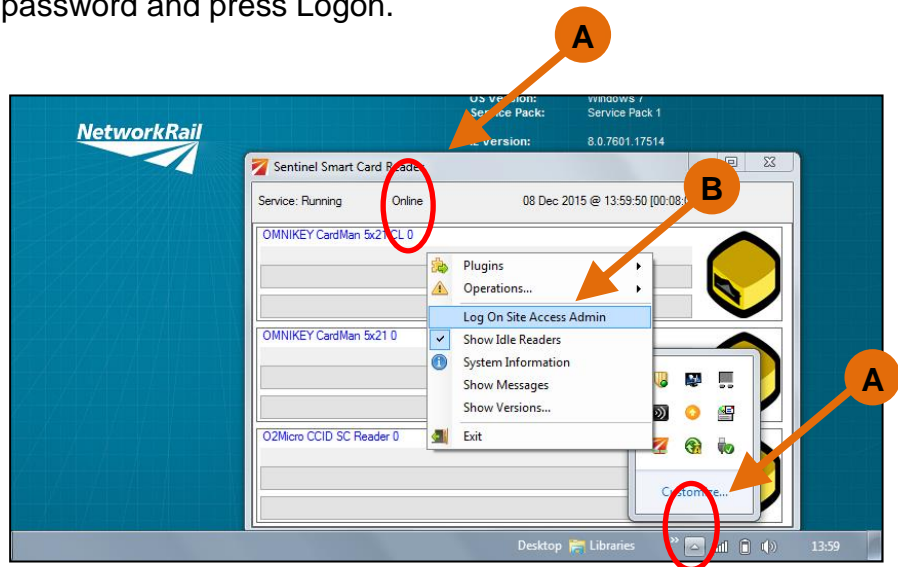 password and press Logon.
A
OS Version: Windows 7
Service Pack: Service Pack 1
Version: 8.0.7601.17514
NetworkRail
Sentinel Smart Card Reader
B
Service: Running Online 08 Dec 2015 @ 13:59:50 [00:08:
OMNIKEY CardMan 5x21 CL 0
Plugins
Operations...
Log On Site Access Admin
OMNIKEY CardMan 5x21 0
Show Idle Readers
System Information
Show Messages
Show Versions...
A
O2Micro CCID SC Reader 0
Exit
Customize...
Desktop Libraries » 13:59